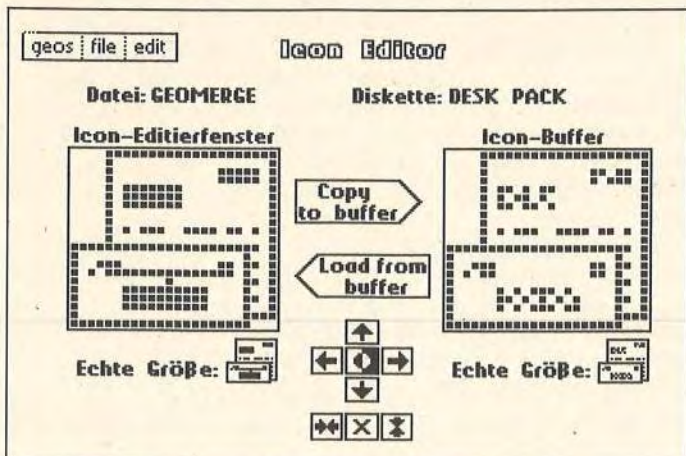 geos file edit
Icon Editor
Datei: GEOMERGE
Diskette: DESK PACK
Icon-Editierfenster
Icon-Buffer
Copy
to buffer
Load from
buffer
Echte Größe:
Echte Größe: